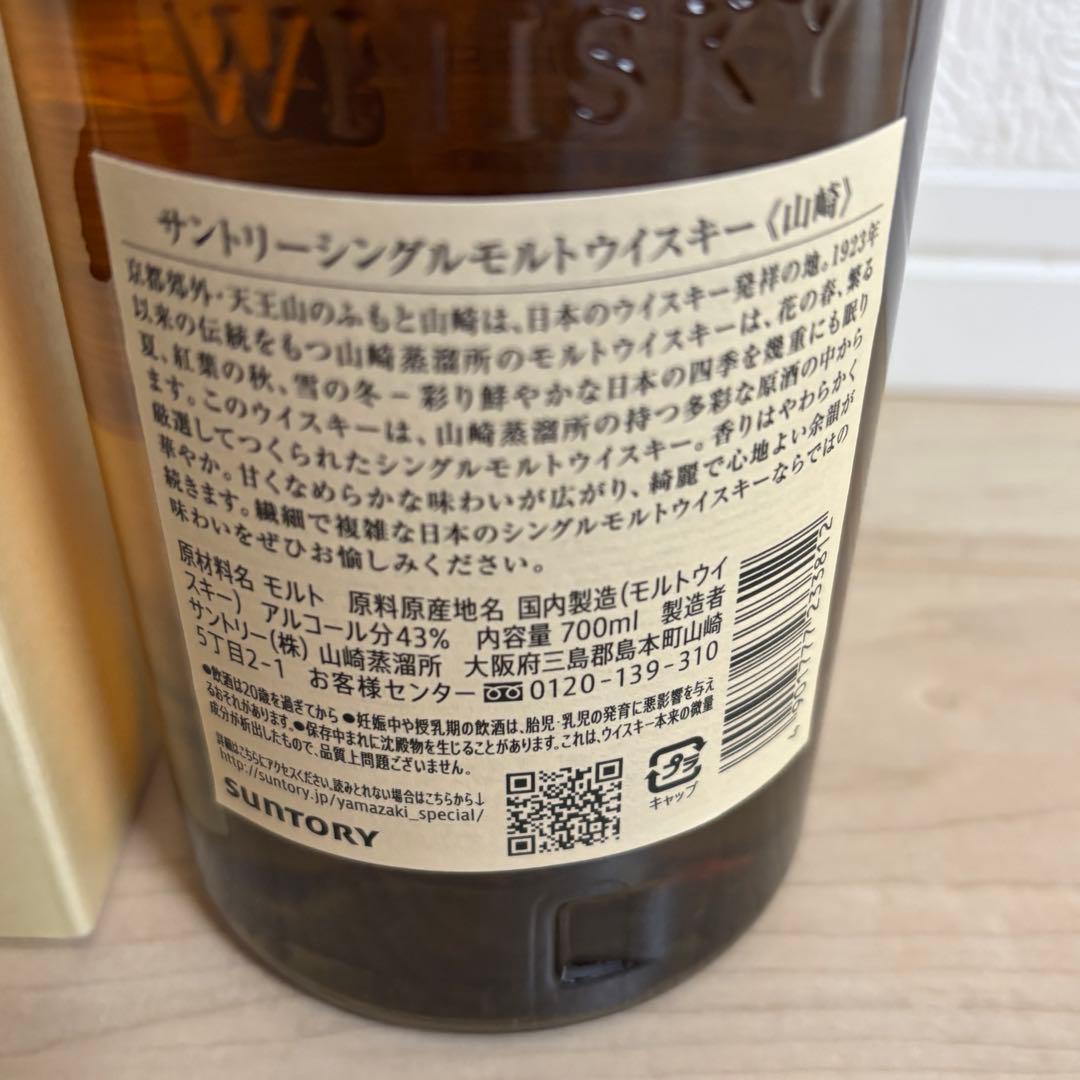 WHISKY
サントリーシングルモルトウイスキー《山崎》
京都郊外・天王山のふもと山崎は、日本のウイスキー発祥の地。1923年
以来の伝統をもつ山崎蒸溜所のモルトウイスキーは、花の春、繁る
夏、紅葉の秋、雪の冬－彩り鮮やかな日本の四季を幾重にも眠り
ます。このウイスキーは、山崎蒸溜所の持つ多彩な原酒の中から
厳選してつくられたシングルモルトウイスキー。香りはやわらかく
華やか。甘くなめらかな味わいが広がり、綺麗で心地よい余韻が
続きます。繊細で複雑な日本のシングルモルトウイスキーならではの
味わいをぜひお愉しみください。
原材料名 モルト 原料原産地名 国内製造(モルトウイ
スキー) アルコール分43% 内容量 700ml 製造者
サントリー(株) 山崎蒸溜所 大阪府三島郡島本町山崎
5丁目2-1 お客様センター 0120-139-310
●飲酒は20歳を過ぎてから ●妊娠中や授乳期の飲酒は、胎児・乳児の発育に悪影響を与え
るおそれがあります。●保存中まれに沈殿物を生じることがあります。これは、ウイスキー本来の微量
成分が析出したもので、品質上問題ございません。
詳細はこちらにアクセスください。読みとれない場合はこちらから↓
http://suntory.jp/yamazaki_special/
SUNTORY
プラ
キャップ
4901777233812